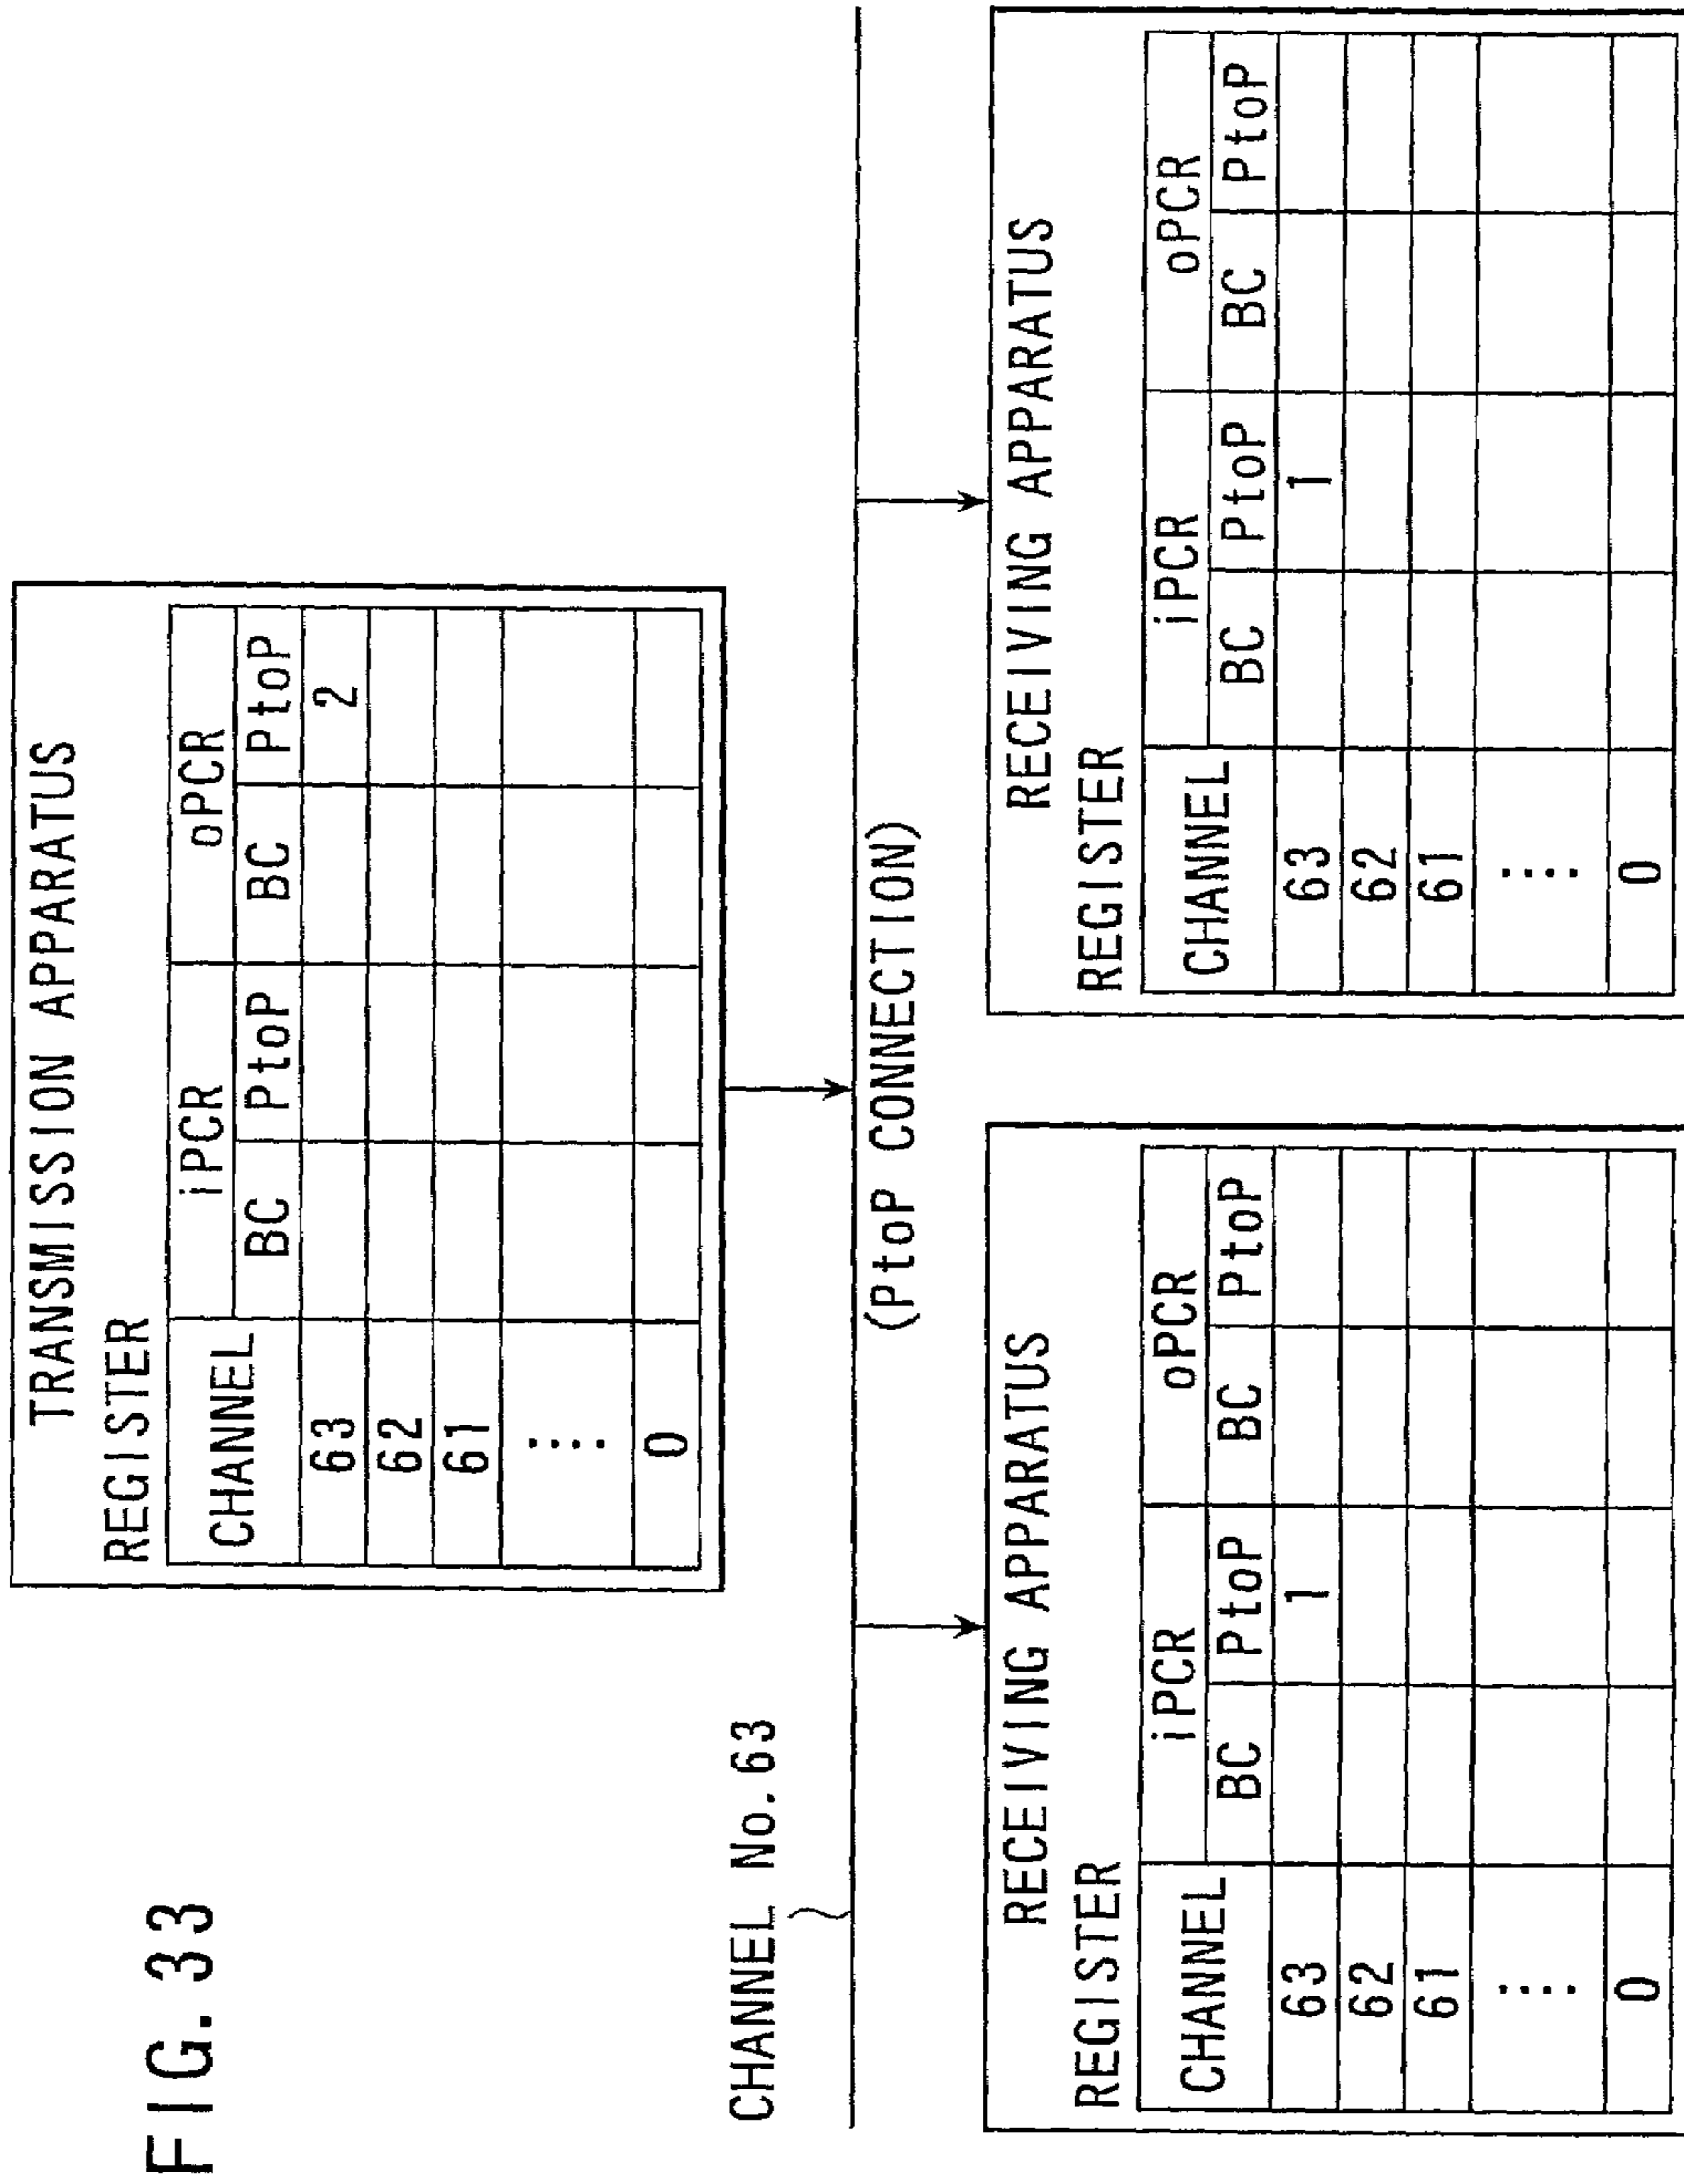 FIG. 33
TRANSMISSION APPARATUS
REGISTER
CHANNEL iPCR oPCR
BC PtoP BC PtoP
63 2
62
61
....
0
CHANNEL No. 63
(PtoP CONNECTION)
RECEIVING APPARATUS
REGISTER
CHANNEL iPCR oPCR
BC PtoP BC PtoP
63 1
62
61
....
0
RECEIVING APPARATUS
REGISTER
CHANNEL iPCR oPCR
BC PtoP BC PtoP
63 1
62
61
....
0